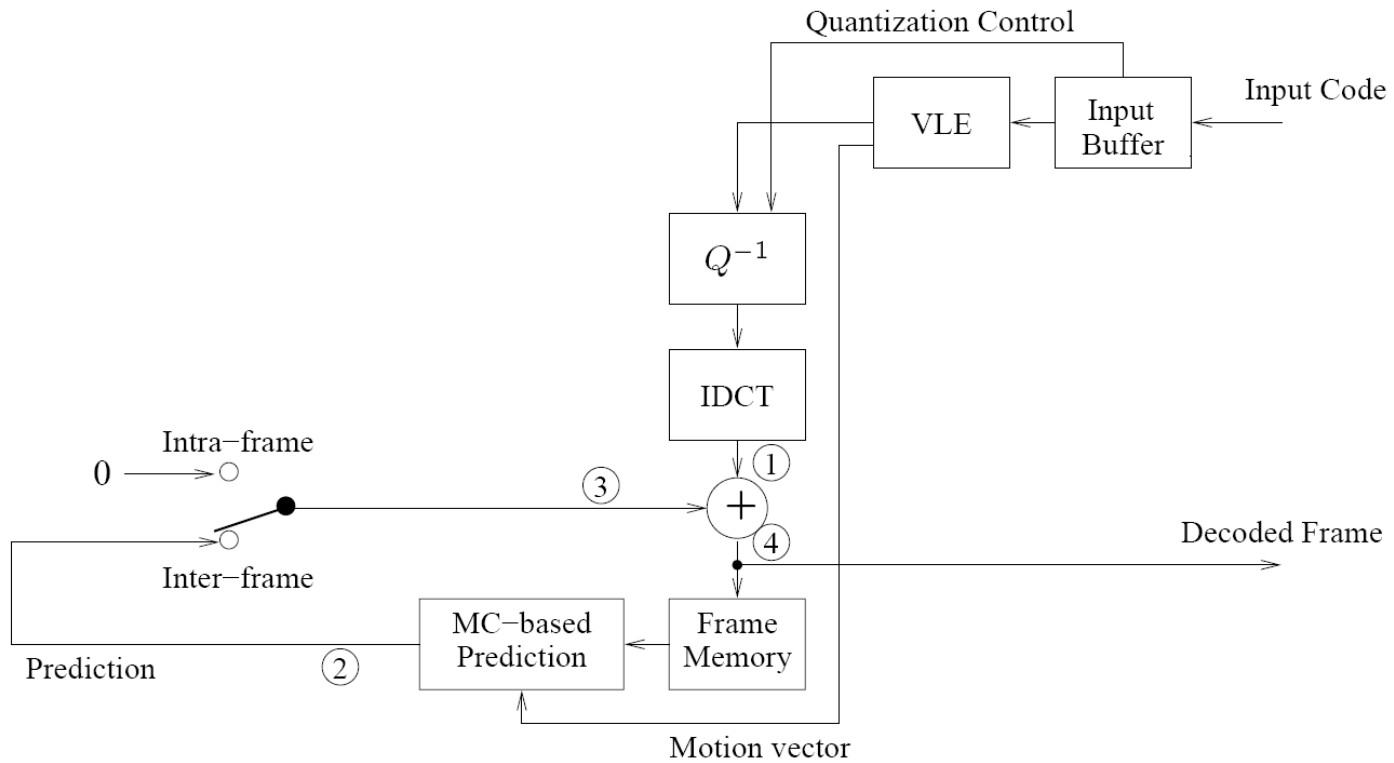 Quantization Control
Input Code
VLE
Input
Buffer
Q⁻¹
IDCT
1
Intra−frame
0
3
+
4
Decoded Frame
Inter−frame
MC−based
Prediction
Frame
Memory
Prediction
2
Motion vector